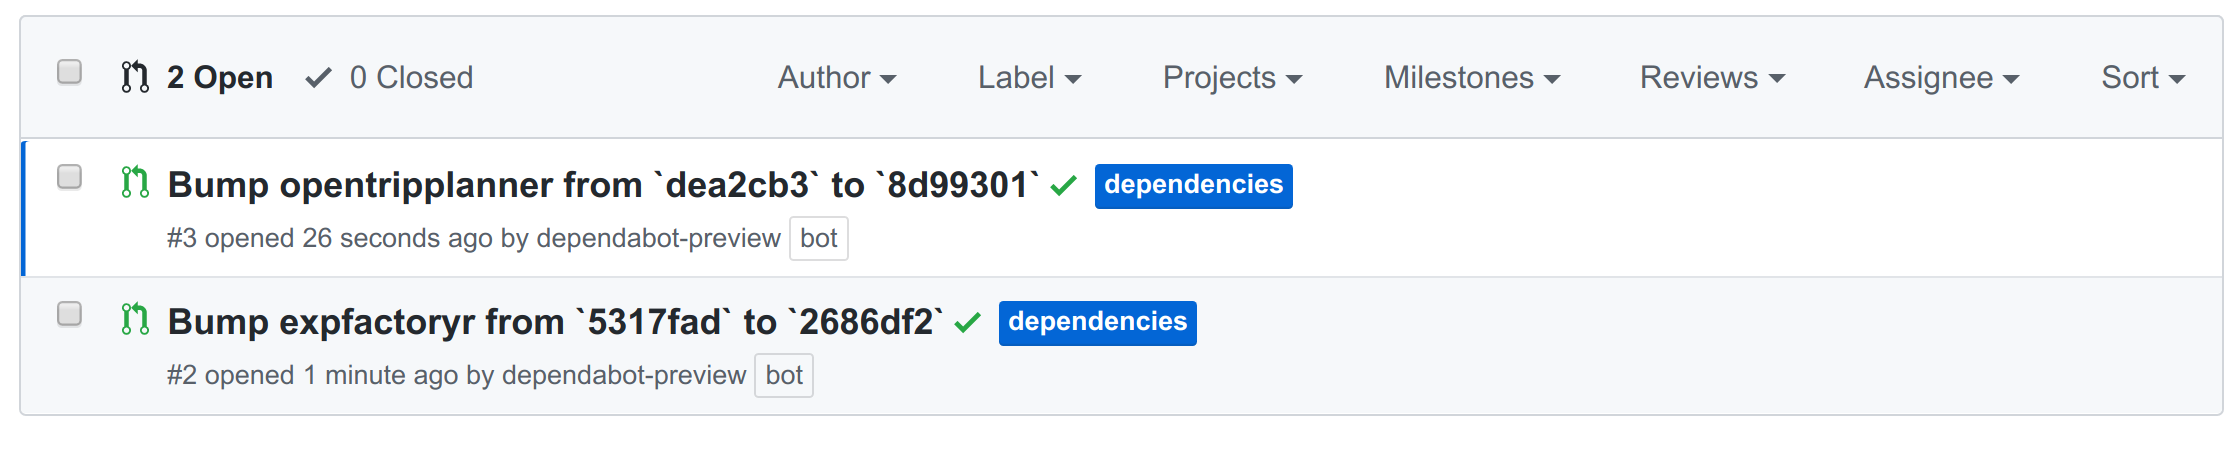 2 Open 0 Closed Author Label Projects Milestones Reviews Assignee Sort
Bump opentripplanner from `dea2cb3` to `8d99301` dependencies
#3 opened 26 seconds ago by dependabot-preview bot
Bump expfactoryr from `5317fad` to `2686df2` dependencies
#2 opened 1 minute ago by dependabot-preview bot